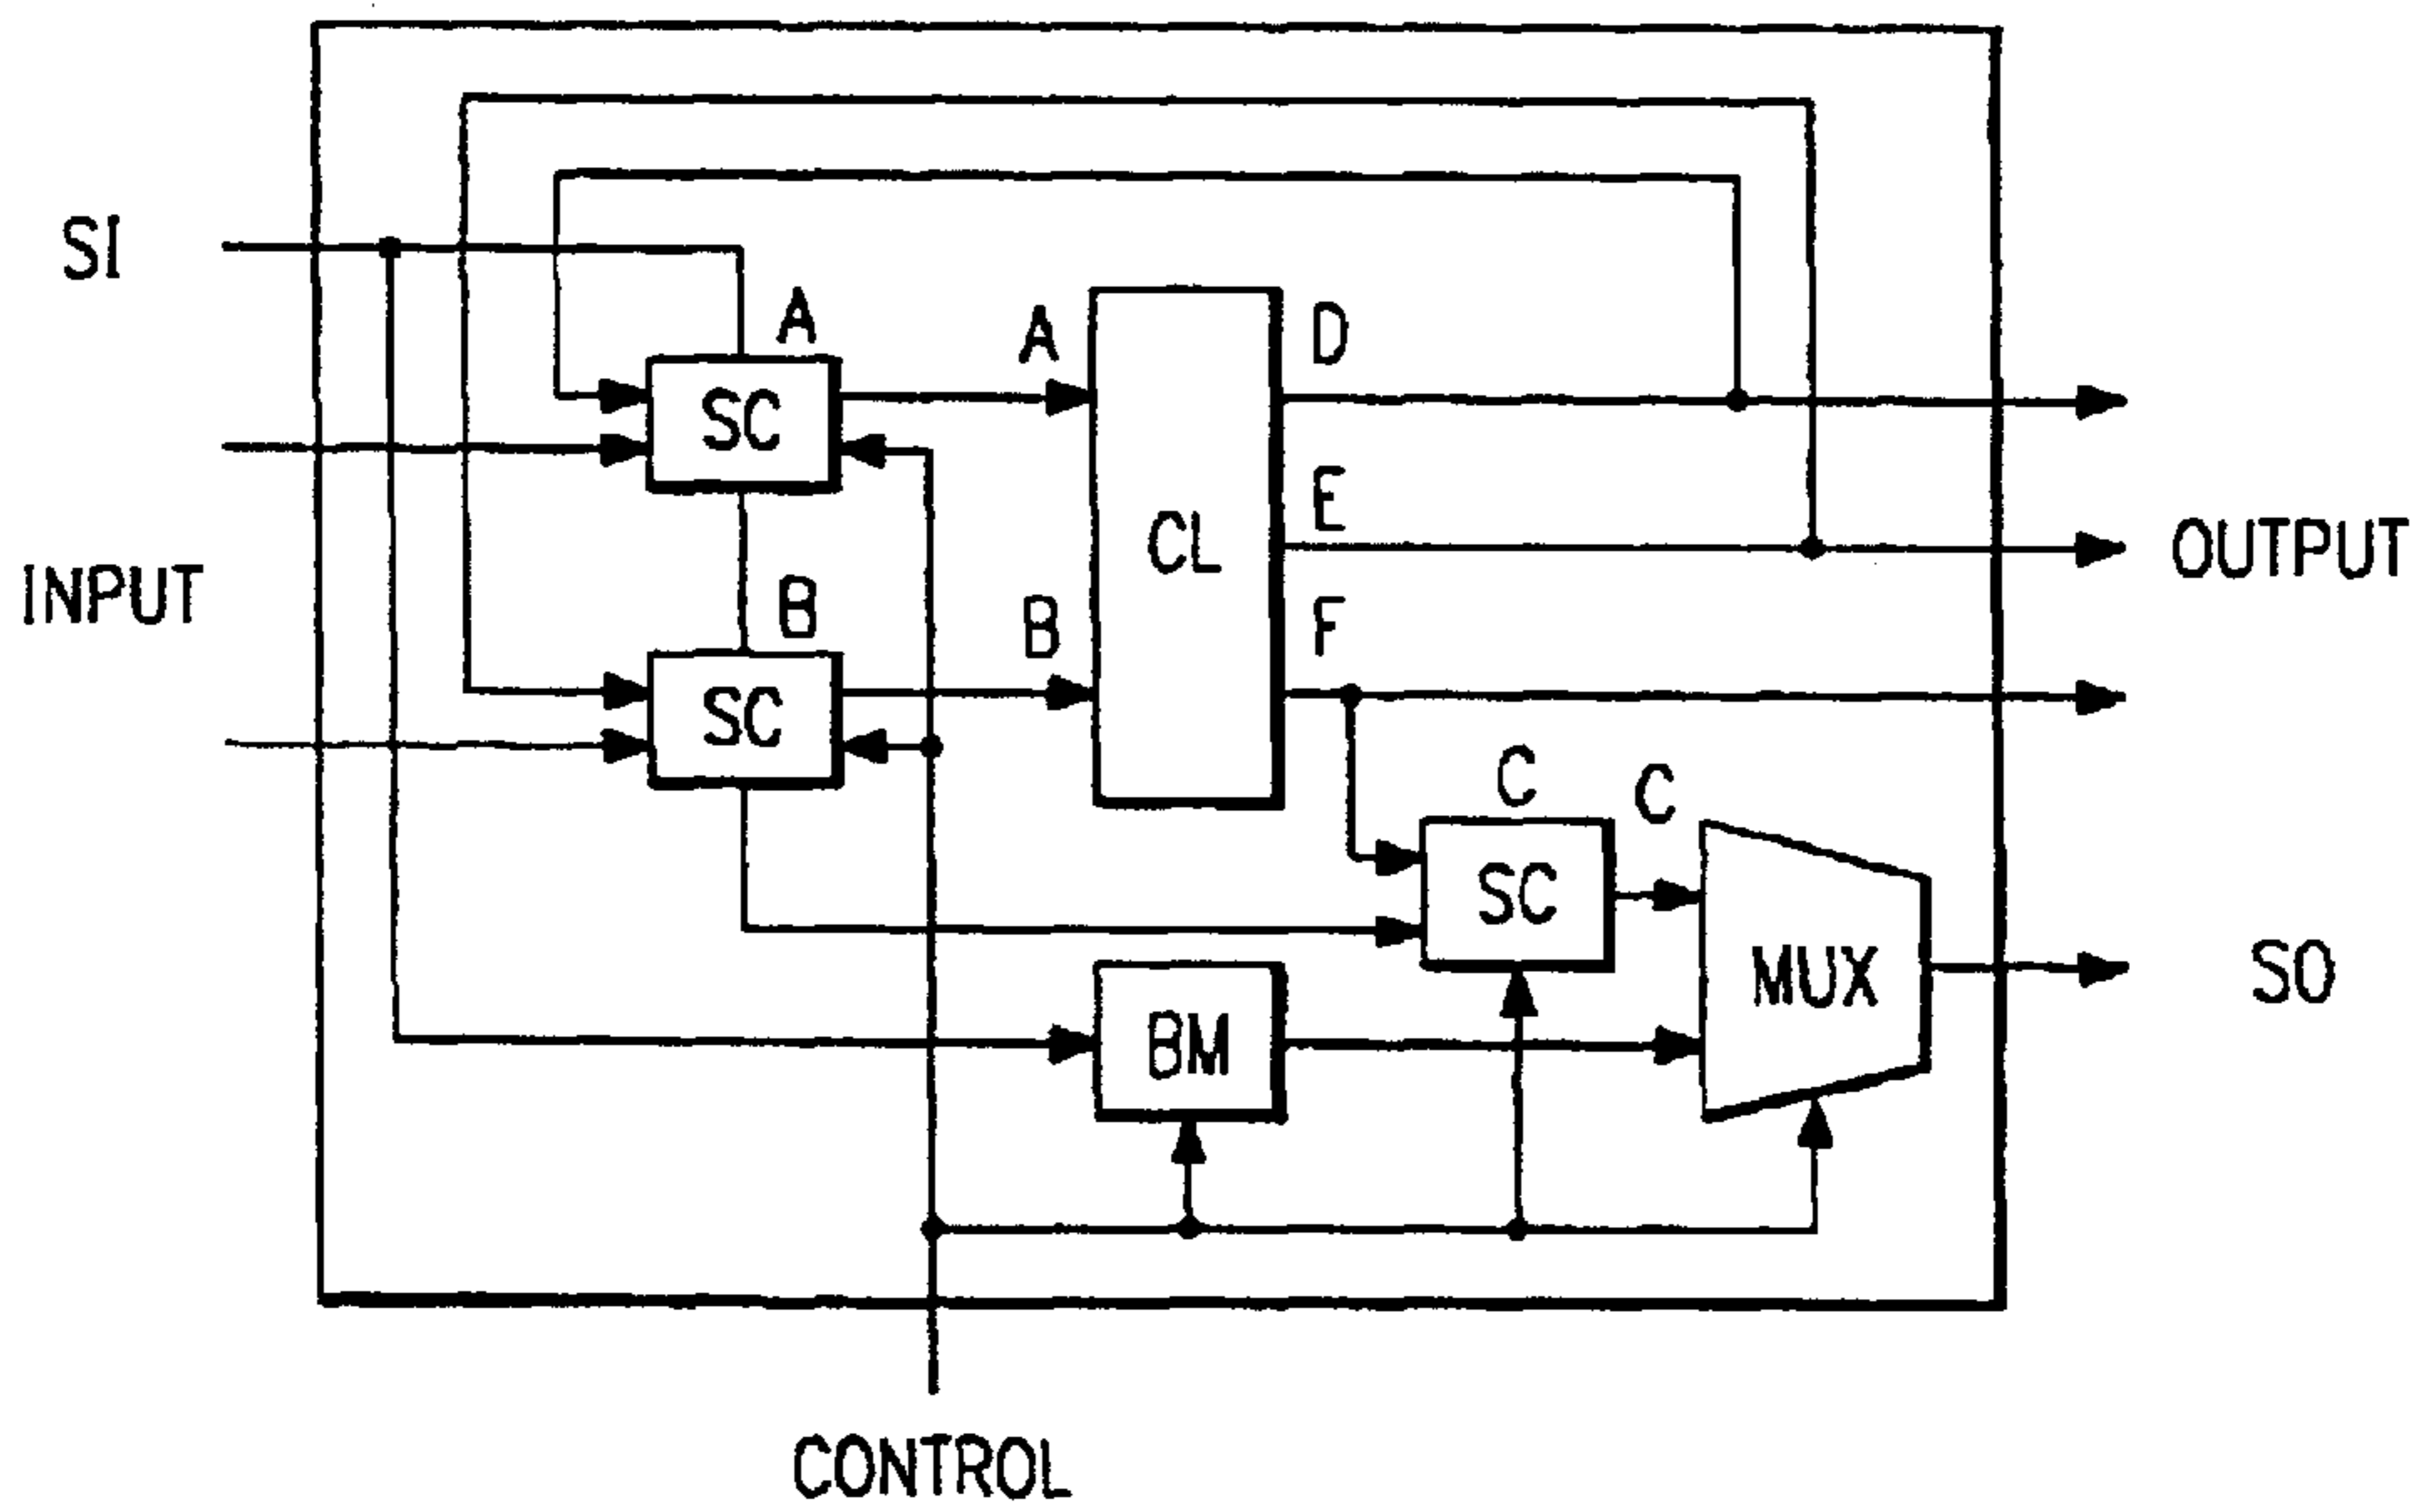 SI
A
A
D
SC
E
CL
INPUT
OUTPUT
B
B
F
SC
C
C
SC
MUX
SO
BM
CONTROL